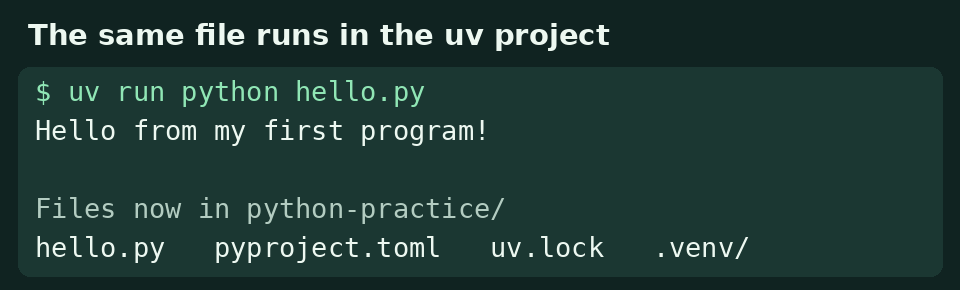 The same file runs in the uv project
$ uv run python hello.py
Hello from my first program!
Files now in python-practice/
hello.py   pyproject.toml   uv.lock   .venv/